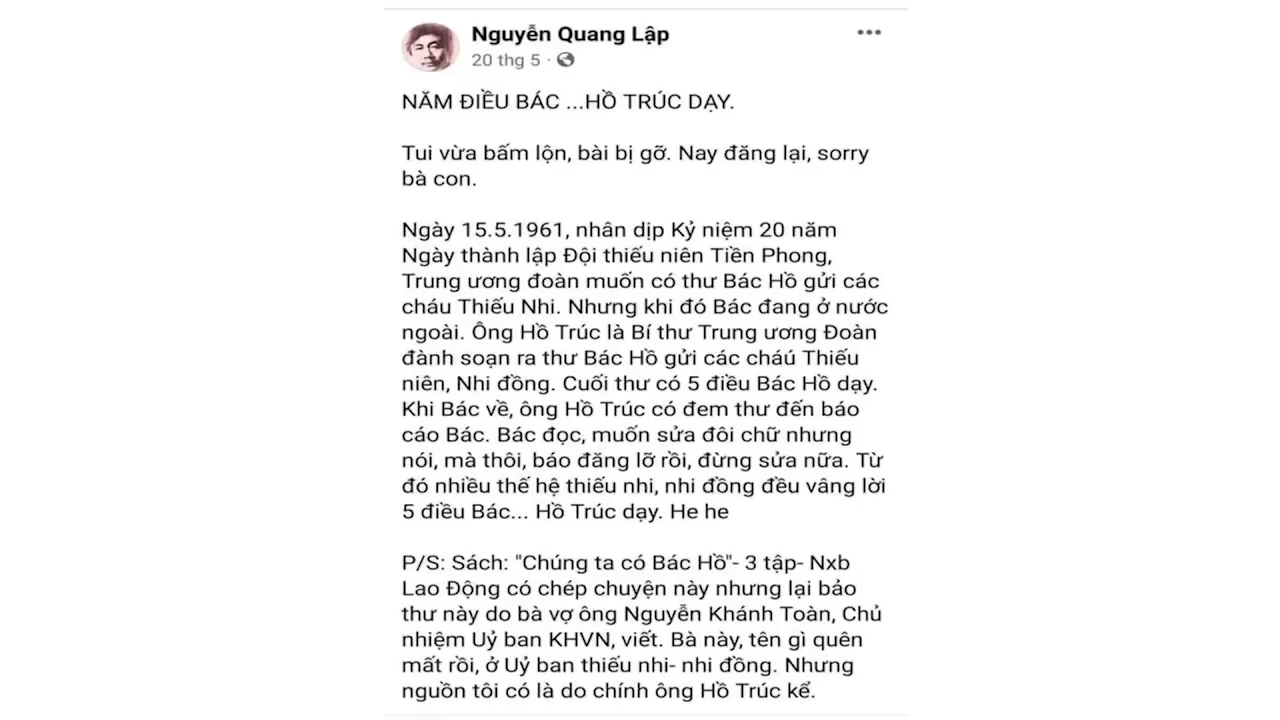 Nguyễn Quang Lập
20 thg 5 ·
NĂM ĐIỀU BÁC ...HỒ TRÚC DẠY.
Tui vừa bấm lộn, bài bị gỡ. Nay đăng lại, sorry
bà con.
Ngày 15.5.1961, nhân dịp Kỷ niệm 20 năm
Ngày thành lập Đội thiếu niên Tiền Phong,
Trung ương đoàn muốn có thư Bác Hồ gửi các
cháu Thiếu Nhi. Nhưng khi đó Bác đang ở nước
ngoài. Ông Hồ Trúc là Bí thư Trung ương Đoàn
đành soạn ra thư Bác Hồ gửi các cháú Thiếu
niên, Nhi đồng. Cuối thư có 5 điều Bác Hồ dạy.
Khi Bác về, ông Hồ Trúc có đem thư đến báo
cáo Bác. Bác đọc, muốn sửa đôi chữ nhưng
nói, mà thôi, báo đăng lỡ rồi, đừng sửa nữa. Từ
đó nhiều thế hệ thiếu nhi, nhi đồng đều vâng lời
5 điều Bác... Hồ Trúc dạy. He he
P/S: Sách: "Chúng ta có Bác Hồ"- 3 tập- Nxb
Lao Động có chép chuyện này nhưng lại bảo
thư này do bà vợ ông Nguyễn Khánh Toàn, Chủ
nhiệm Uỷ ban KHVN, viết. Bà này, tên gì quên
mất rồi, ở Uỷ ban thiếu nhi- nhi đồng. Nhưng
nguồn tôi có là do chính ông Hồ Trúc kể.